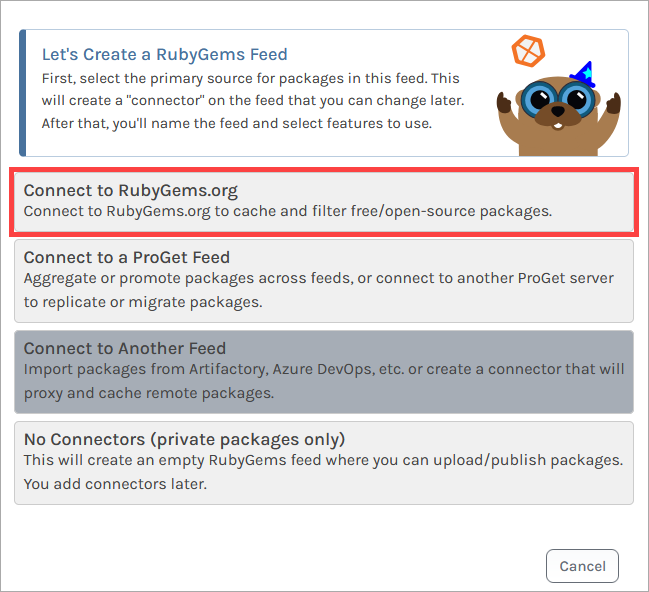 Let's Create a RubyGems Feed
First, select the primary source for packages in this feed. This
will create a "connector" on the feed that you can change later.
After that, you'll name the feed and select features to use.
Connect to RubyGems.org
Connect to RubyGems.org to cache and filter free/open-source packages.
Connect to a ProGet Feed
Aggregate or promote packages across feeds, or connect to another ProGet server
to replicate or migrate packages.
Connect to Another Feed
Import packages from Artifactory, Azure DevOps, etc. or create a connector that will
proxy and cache remote packages.
No Connectors (private packages only)
This will create an empty RubyGems feed where you can upload/publish packages.
You add connectors later.
Cancel